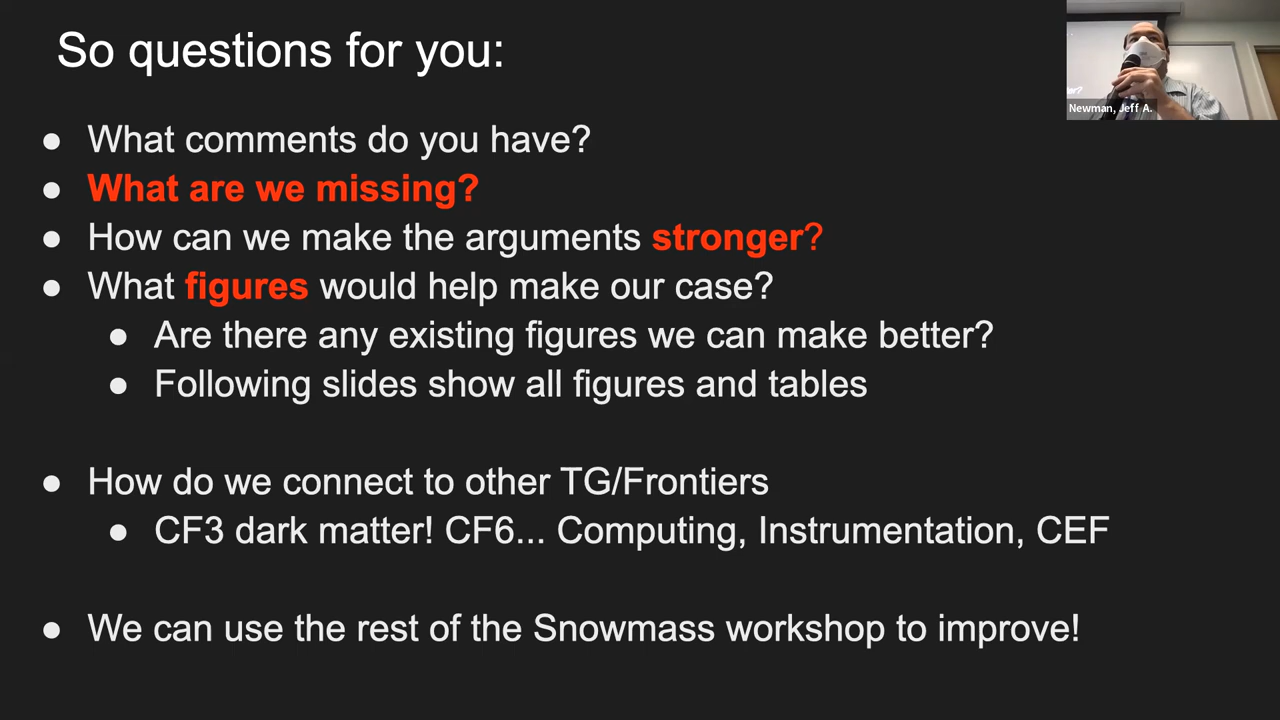 So questions for you:
Newman, Jeff A.
● What comments do you have?
● What are we missing?
● How can we make the arguments stronger?
● What figures would help make our case?
● Are there any existing figures we can make better?
● Following slides show all figures and tables
● How do we connect to other TG/Frontiers
● CF3 dark matter! CF6... Computing, Instrumentation, CEF
● We can use the rest of the Snowmass workshop to improve!